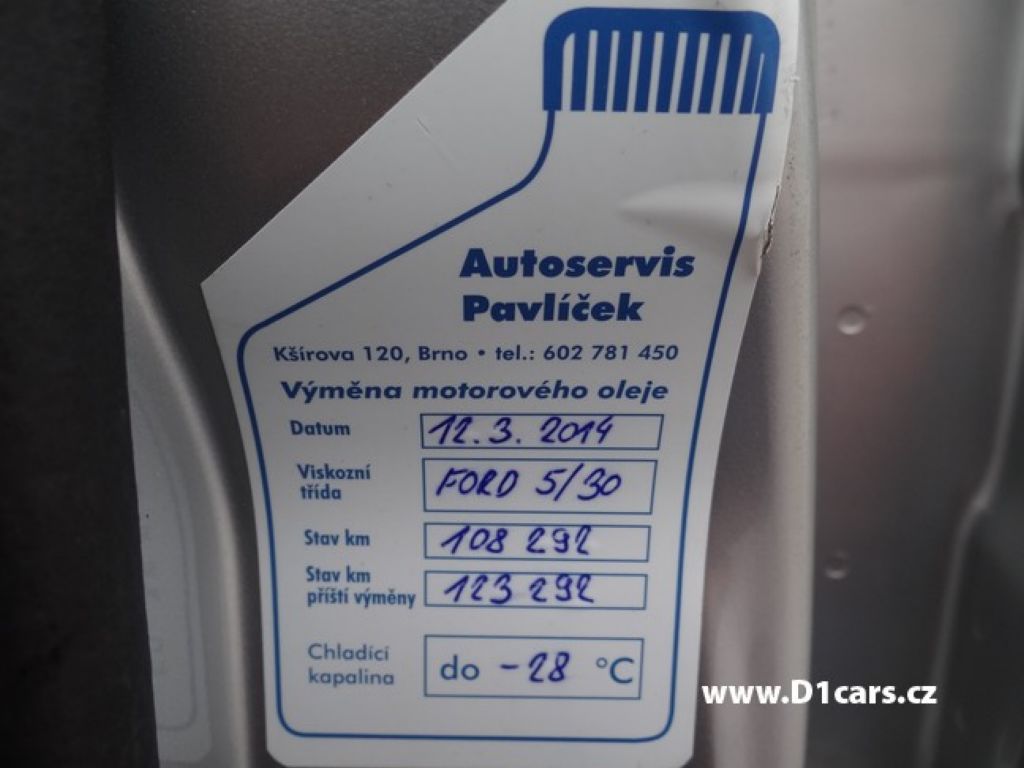 Autoservis
Pavlíček
Kšírova 120, Brno • tel.: 602 781 450
Výměna motorového oleje
Datum 12.3.2014
Viskozní
třída FORD 5/30
Stav km 108 292
Stav km
příští výměny 123 292
Chladící
kapalina do -28 °C
www.D1cars.cz